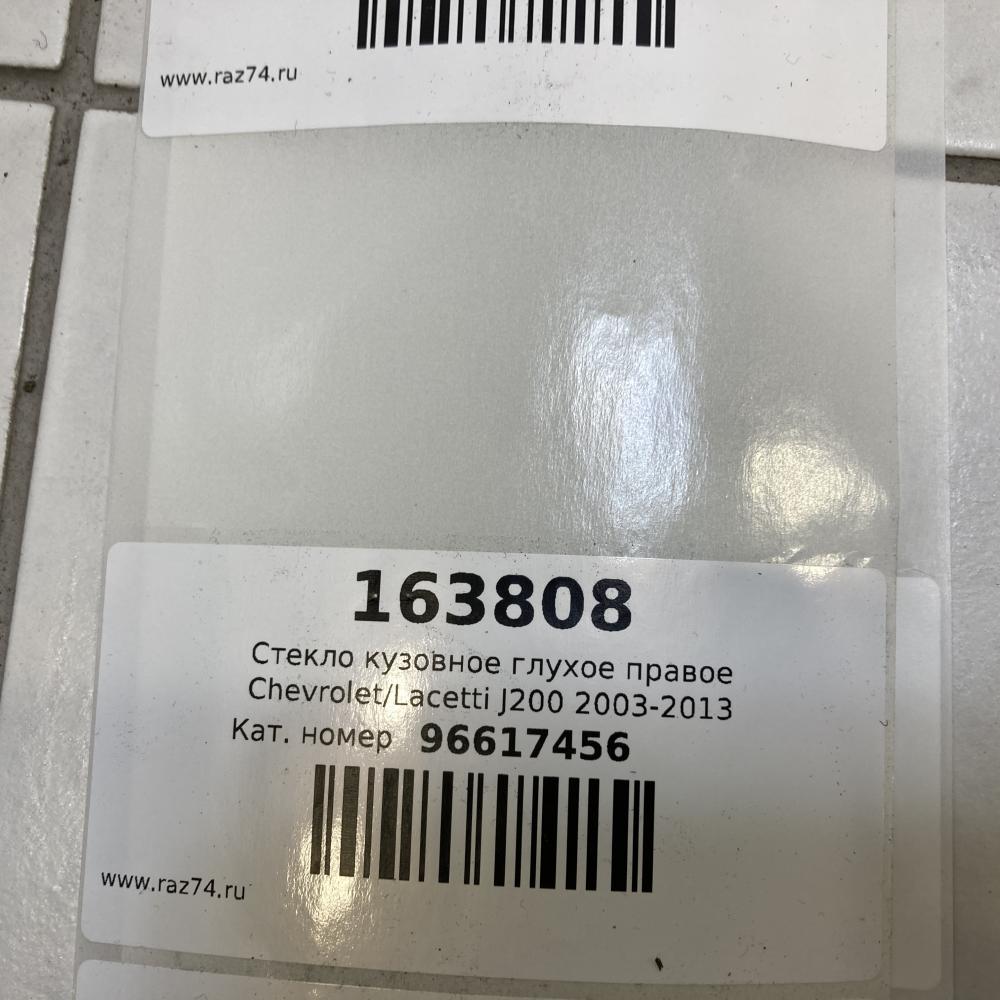 www.raz74.ru
163808
Стекло кузовное глухое правое
Chevrolet/Lacetti J200 2003-2013
Кат. номер 96617456
www.raz74.ru